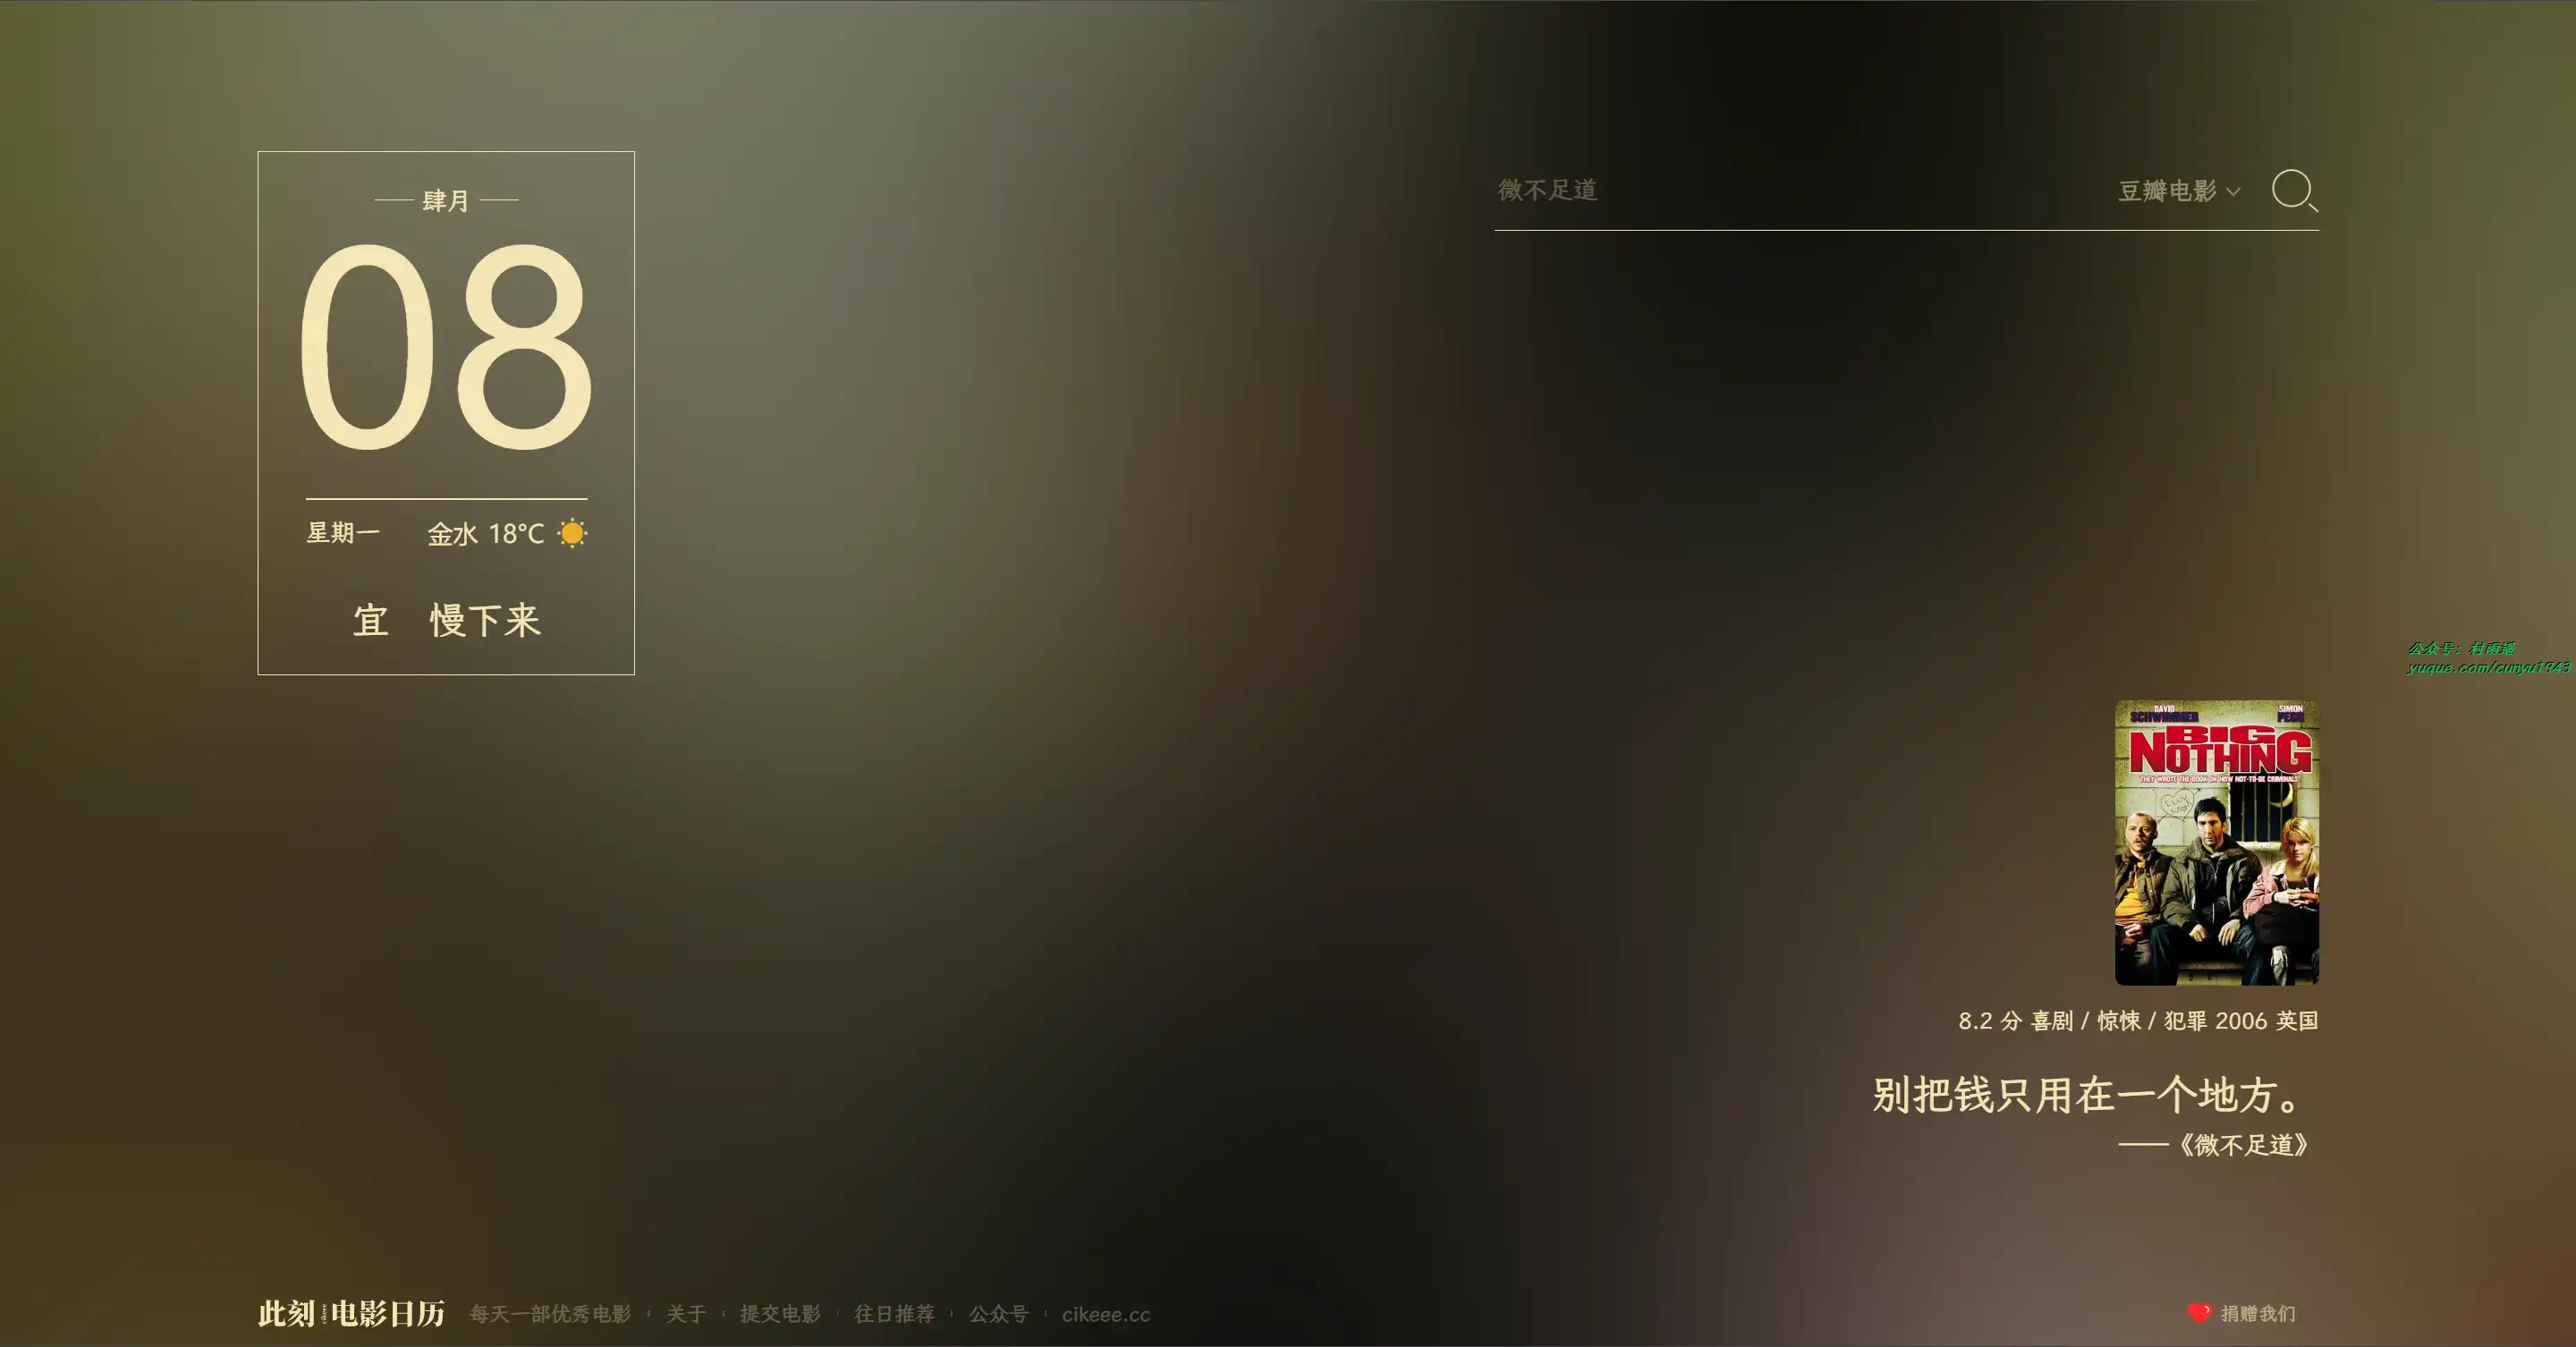 肆月
08
星期一 金水 18°C
宜 慢下来
微不足道 豆瓣电影
公众号：村雨遥
yuque.com/cunyu1943
DAVID SCHWIMMER SIMON PEGG
BIG
NOTHING
THEY WROTE THE BOOK ON HOW NOT-TO-BE CRIMINALS!
8.2 分 喜剧 / 惊悚 / 犯罪 2006 英国
别把钱只用在一个地方。
——《微不足道》
此刻 电影日历 每天一部优秀电影 关于 提交电影 往日推荐 公众号 cikeee.cc
捐赠我们